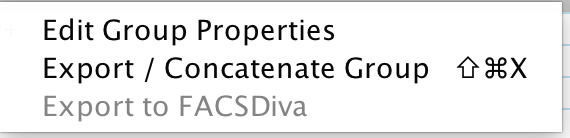 Edit Group Properties
Export / Concatenate Group ⇧⌘X
Export to FACSDiva